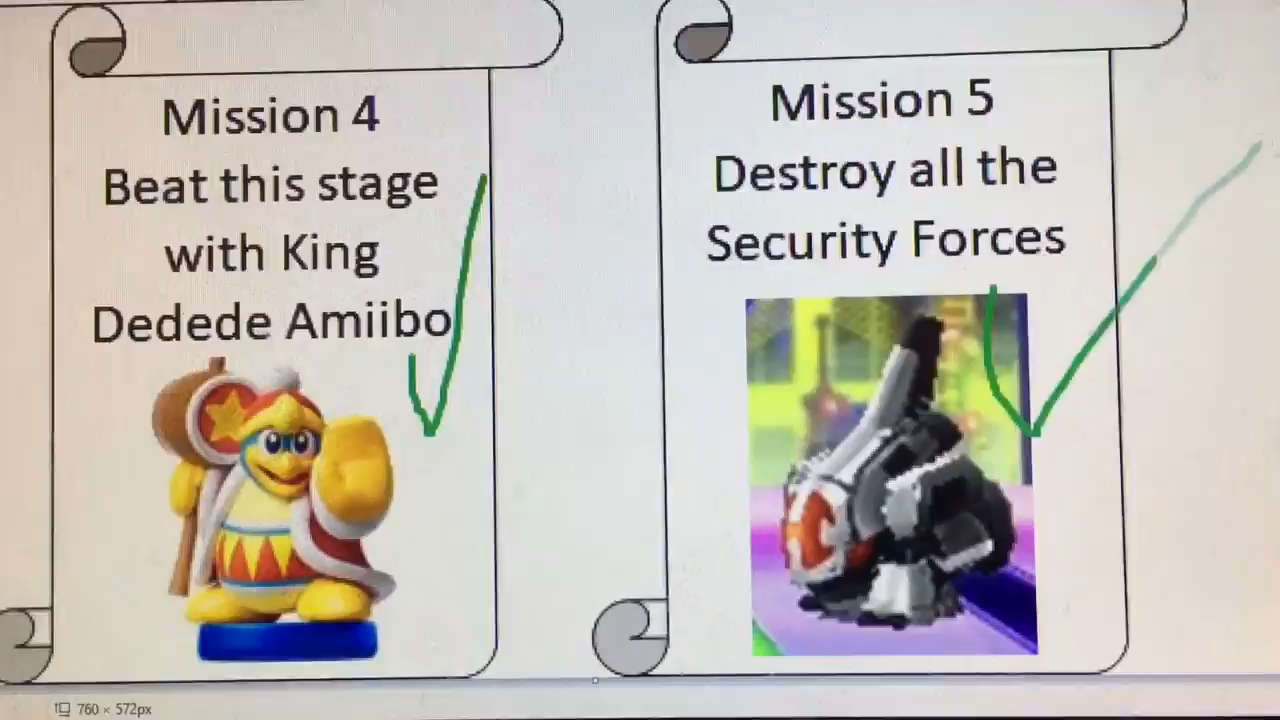 Mission 4
Beat this stage
with King
Dedede Amiibo
Mission 5
Destroy all the
Security Forces
760 × 572px